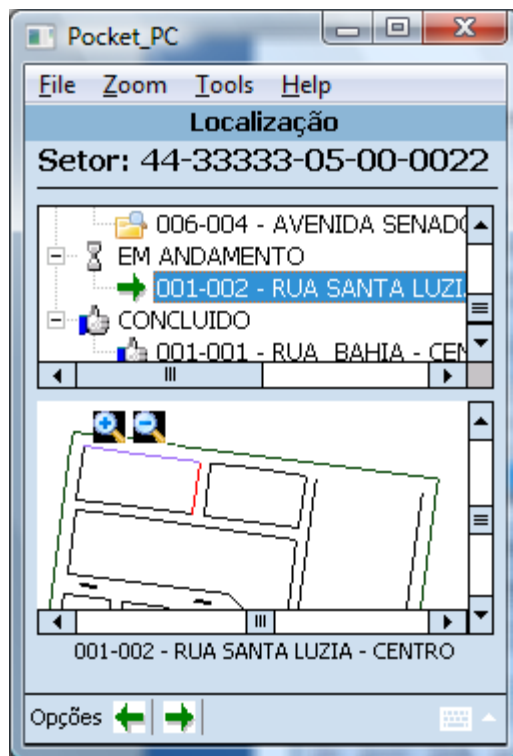 Pocket_PC
File Zoom Tools Help
Localização
Setor: 44-33333-05-00-0022
006-004 - AVENIDA SENADO
EM ANDAMENTO
001-002 - RUA SANTA LUZI
CONCLUIDO
001-001 - RUA BAHIA - CEN
001-002 - RUA SANTA LUZIA - CENTRO
Opções